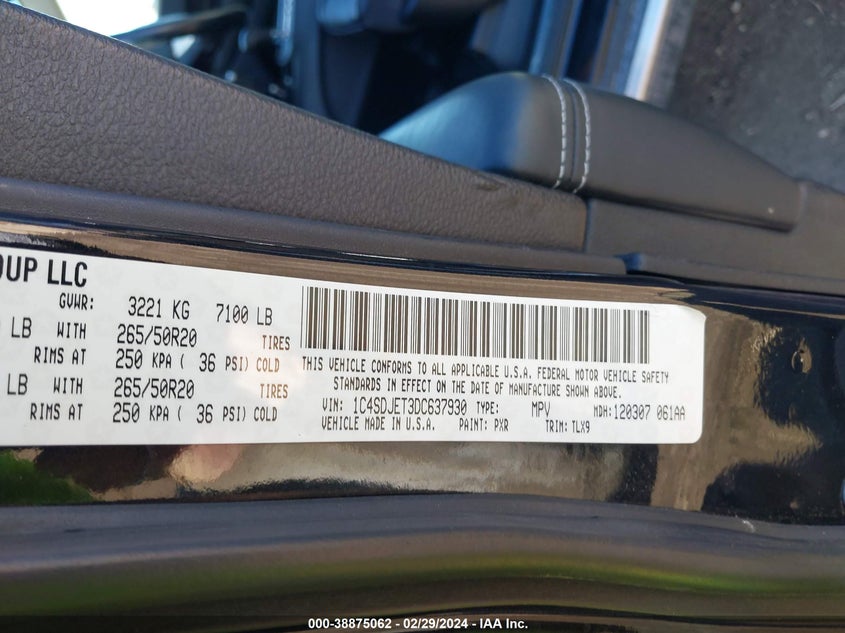 OUP LLC
GVWR: 3221 KG 7100 LB
LB WITH 265/50R20 TIRES
RIMS AT 250 KPA ( 36 PSI) COLD
LB WITH 265/50R20 TIRES
RIMS AT 250 KPA ( 36 PSI) COLD
THIS VEHICLE CONFORMS TO ALL APPLICABLE U.S.A. FEDERAL MOTOR VEHICLE SAFETY
STANDARDS IN EFFECT ON THE DATE OF MANUFACTURE SHOWN ABOVE.
VIN: 1C4SDJET3DC637930 TYPE: MPV MDH: 120307 061AA
VEHICLE MADE IN U.S.A. PAINT: PXR TRIM: TLX9
000-38875062 - 02/29/2024 - IAA Inc.